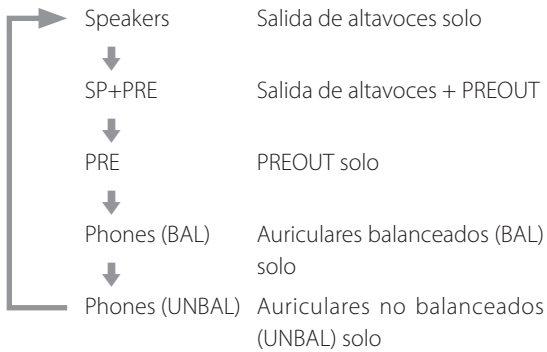 Speakers Salida de altavoces solo
SP+PRE Salida de altavoces + PREOUT
PRE PREOUT solo
Phones (BAL) Auriculares balanceados (BAL)
solo
Phones (UNBAL) Auriculares no balanceados
(UNBAL) solo